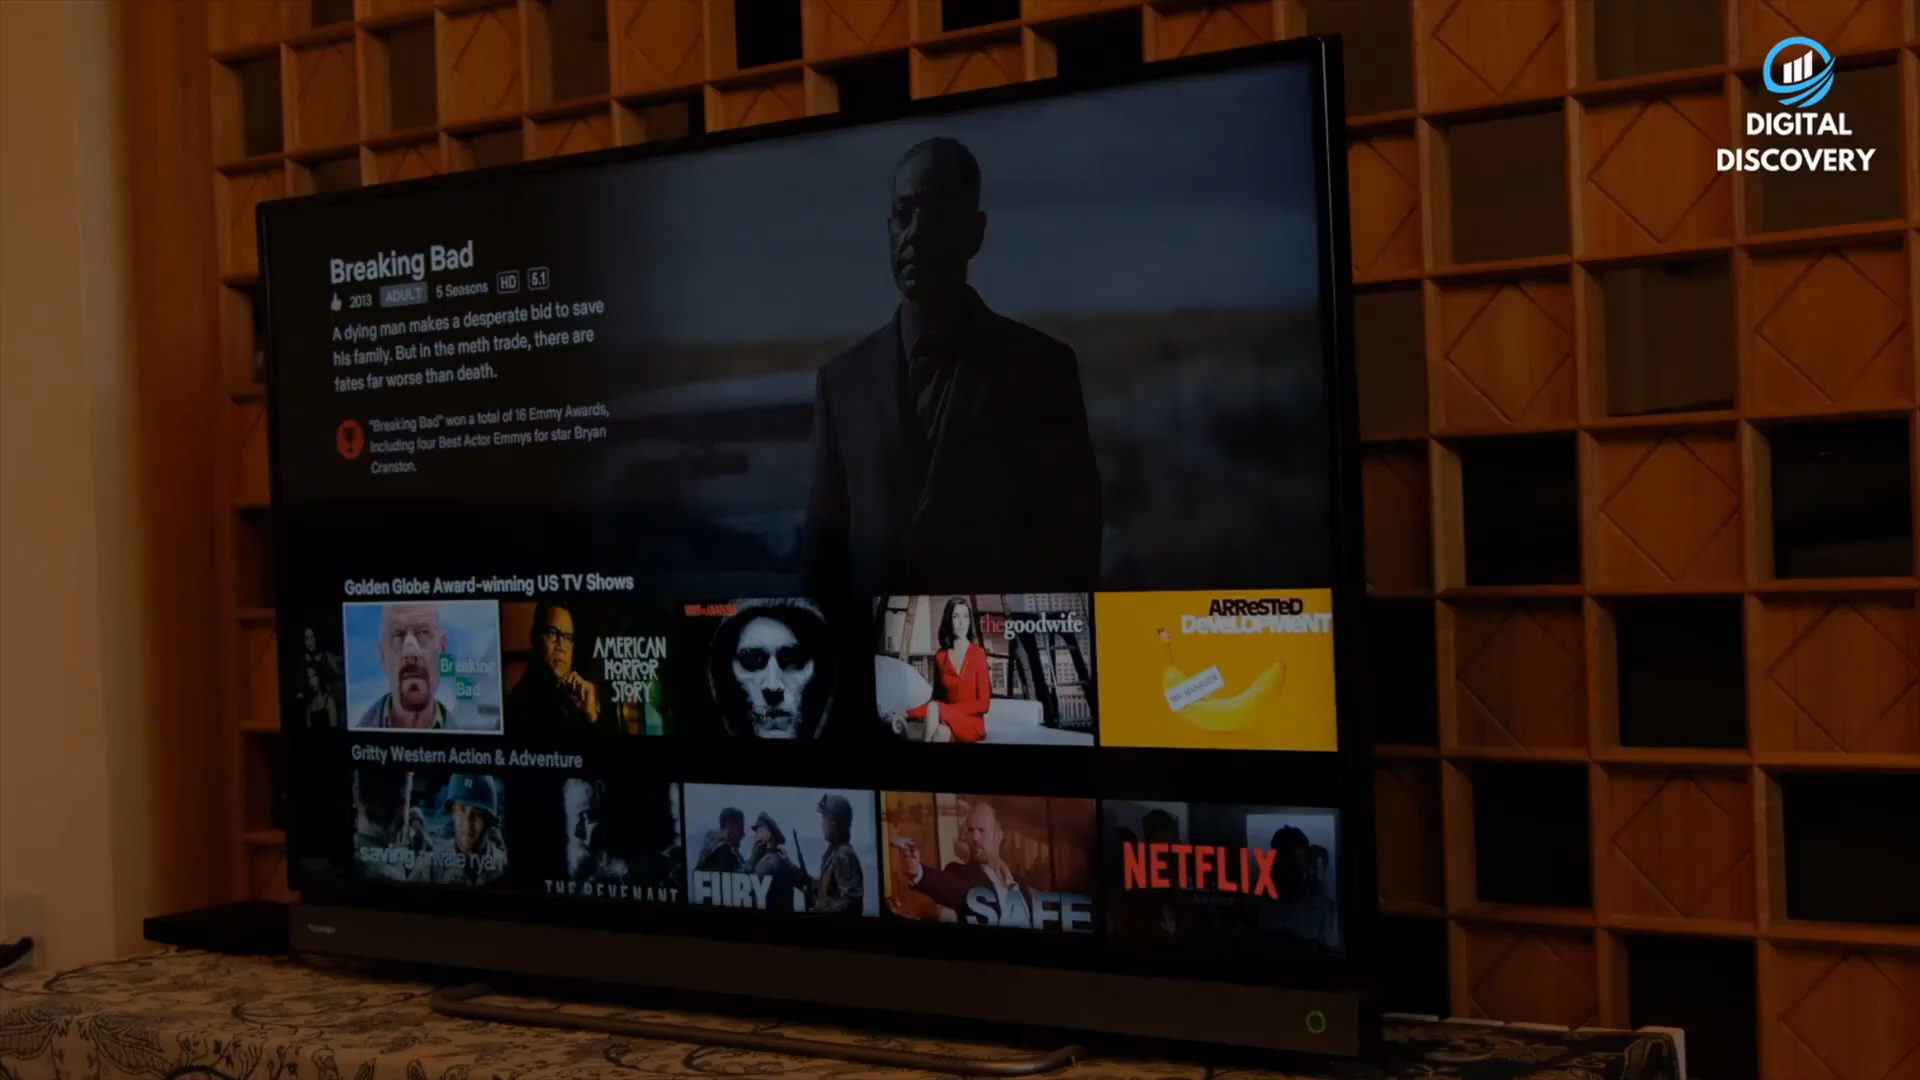 DIGITAL
DISCOVERY
Breaking Bad
2013 ADULT 5 Seasons HD 5.1
A dying man makes a desperate bid to save
his family. But in the meth trade, there are
fates far worse than death.
"Breaking Bad" won a total of 16 Emmy Awards,
including four Best Actor Emmys for star Bryan
Cranston.
Golden Globe Award-winning US TV Shows
Breaking
Bad
AMERICAN
HORROR
STORY
thegoodwife
ARRESTED
DEVELOPMENT
MR. MANAGER
Gritty Western Action & Adventure
saving private ryan
THE REVENANT
FURY
SAFE
NETFLIX